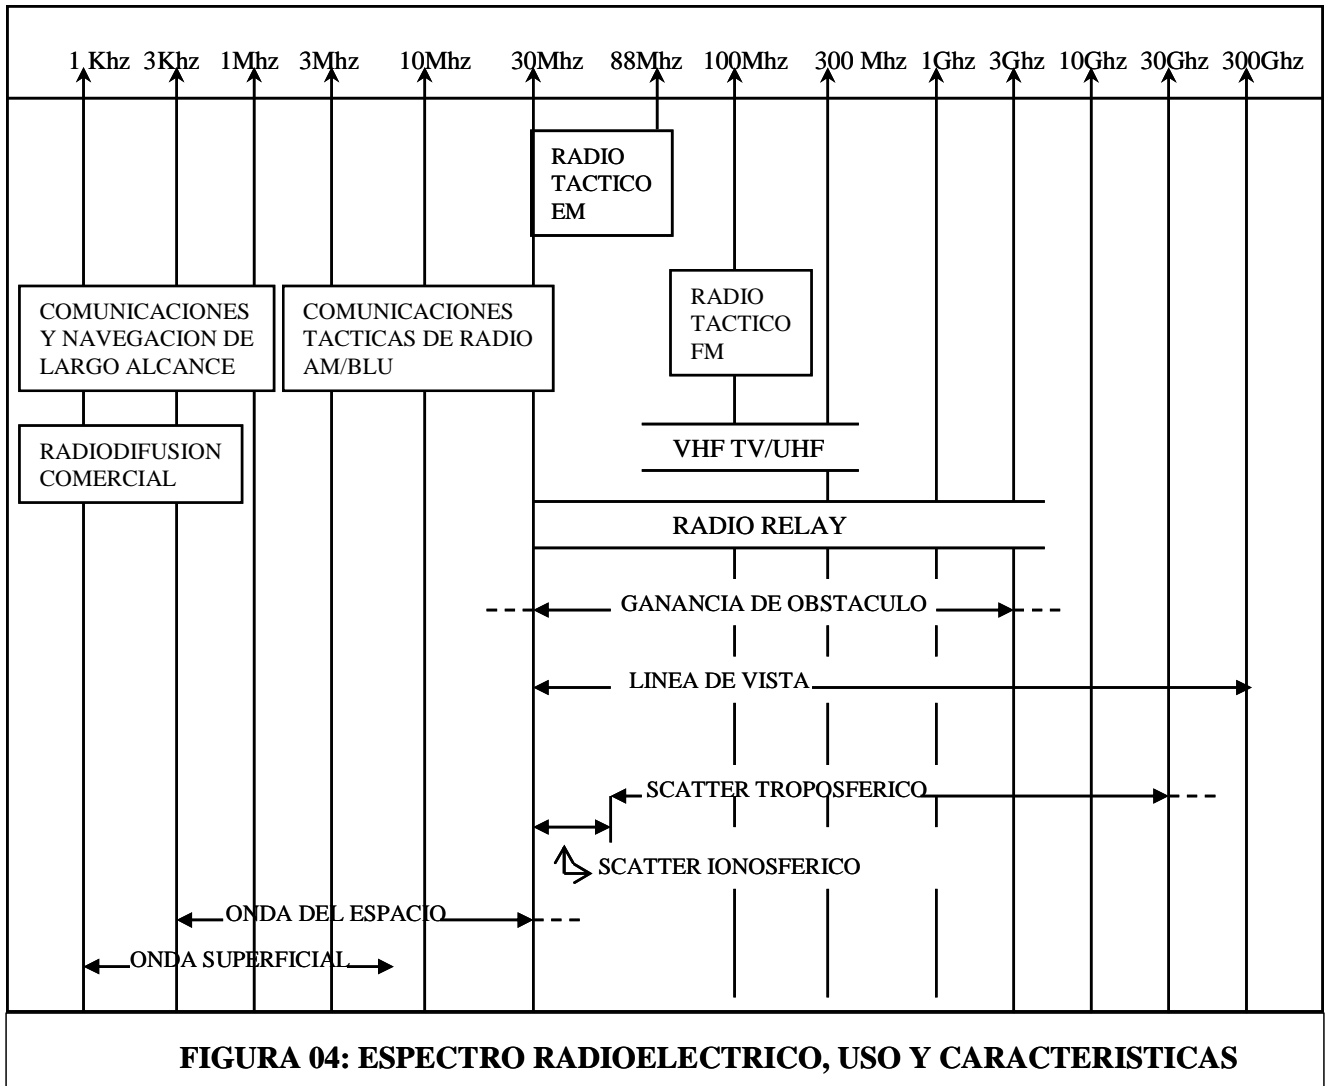 1 Khz 3Khz 1Mhz 3Mhz 10Mhz 30Mhz 88Mhz 100Mhz 300 Mhz 1Ghz 3Ghz 10Ghz 30Ghz 300Ghz
RADIO
TACTICO
EM
COMUNICACIONES
Y NAVEGACION DE
LARGO ALCANCE
COMUNICACIONES
TACTICAS DE RADIO
AM/BLU
RADIO
TACTICO
FM
RADIODIFUSION
COMERCIAL
VHF TV/UHF
RADIO RELAY
GANANCIA DE OBSTACULO
LINEA DE VISTA
SCATTER TROPOSFERICO
SCATTER IONOSFERICO
ONDA DEL ESPACIO
ONDA SUPERFICIAL
FIGURA 04: ESPECTRO RADIOELECTRICO, USO Y CARACTERISTICAS